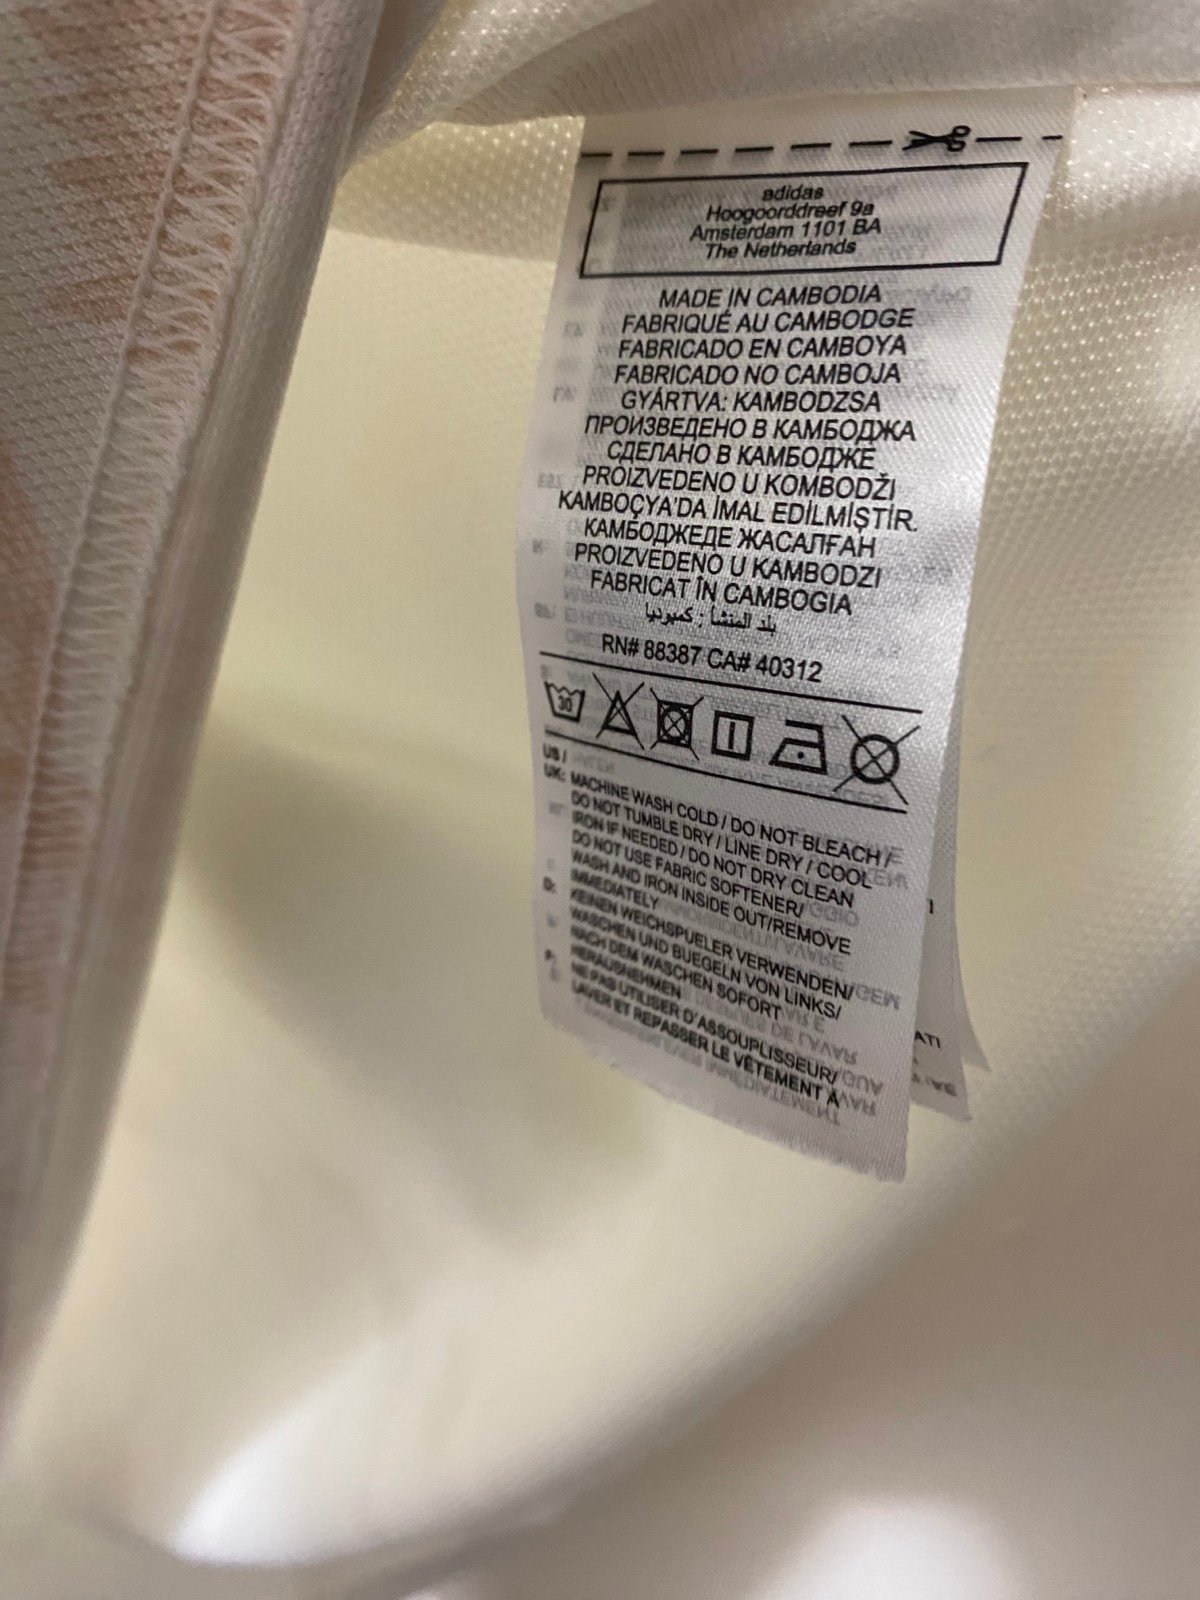 adidas
Hoogoorddreef 9a
Amsterdam 1101 BA
The Netherlands
MADE IN CAMBODIA
FABRIQUÉ AU CAMBODGE
FABRICADO EN CAMBOYA
FABRICADO NO CAMBOJA
GYÁRTVA: KAMBODZSA
ПРОИЗВЕДЕНО В КАМБОДЖА
СДЕЛАНО В КАМБОДЖЕ
PROIZVEDENO U KOMBODŽI
KAMBOÇYA'DA İMAL EDİLMİŞTİR.
КАМБОДЖЕДЕ ЖАСАЛҒАН
PROIZVEDENO U KAMBODZI
FABRICAT ÎN CAMBOGIA
بلد المنشأ : كمبوديا
RN# 88387 CA# 40312
30
US /
UK: MACHINE WASH COLD / DO NOT BLEACH /
DO NOT TUMBLE DRY / LINE DRY / COOL
IRON IF NEEDED / DO NOT DRY CLEAN
DO NOT USE FABRIC SOFTENER/
WASH AND IRON INSIDE OUT/REMOVE
IMMEDIATELY
D: KEINEN WEICHSPUELER VERWENDEN/
WASCHEN UND BUEGELN VON LINKS/
NACH DEM WASCHEN SOFORT
HERAUSNEHMEN
F: NE PAS UTILISER D'ASSOUPLISSEUR/
LAVER ET REPASSER LE VÊTEMENT À